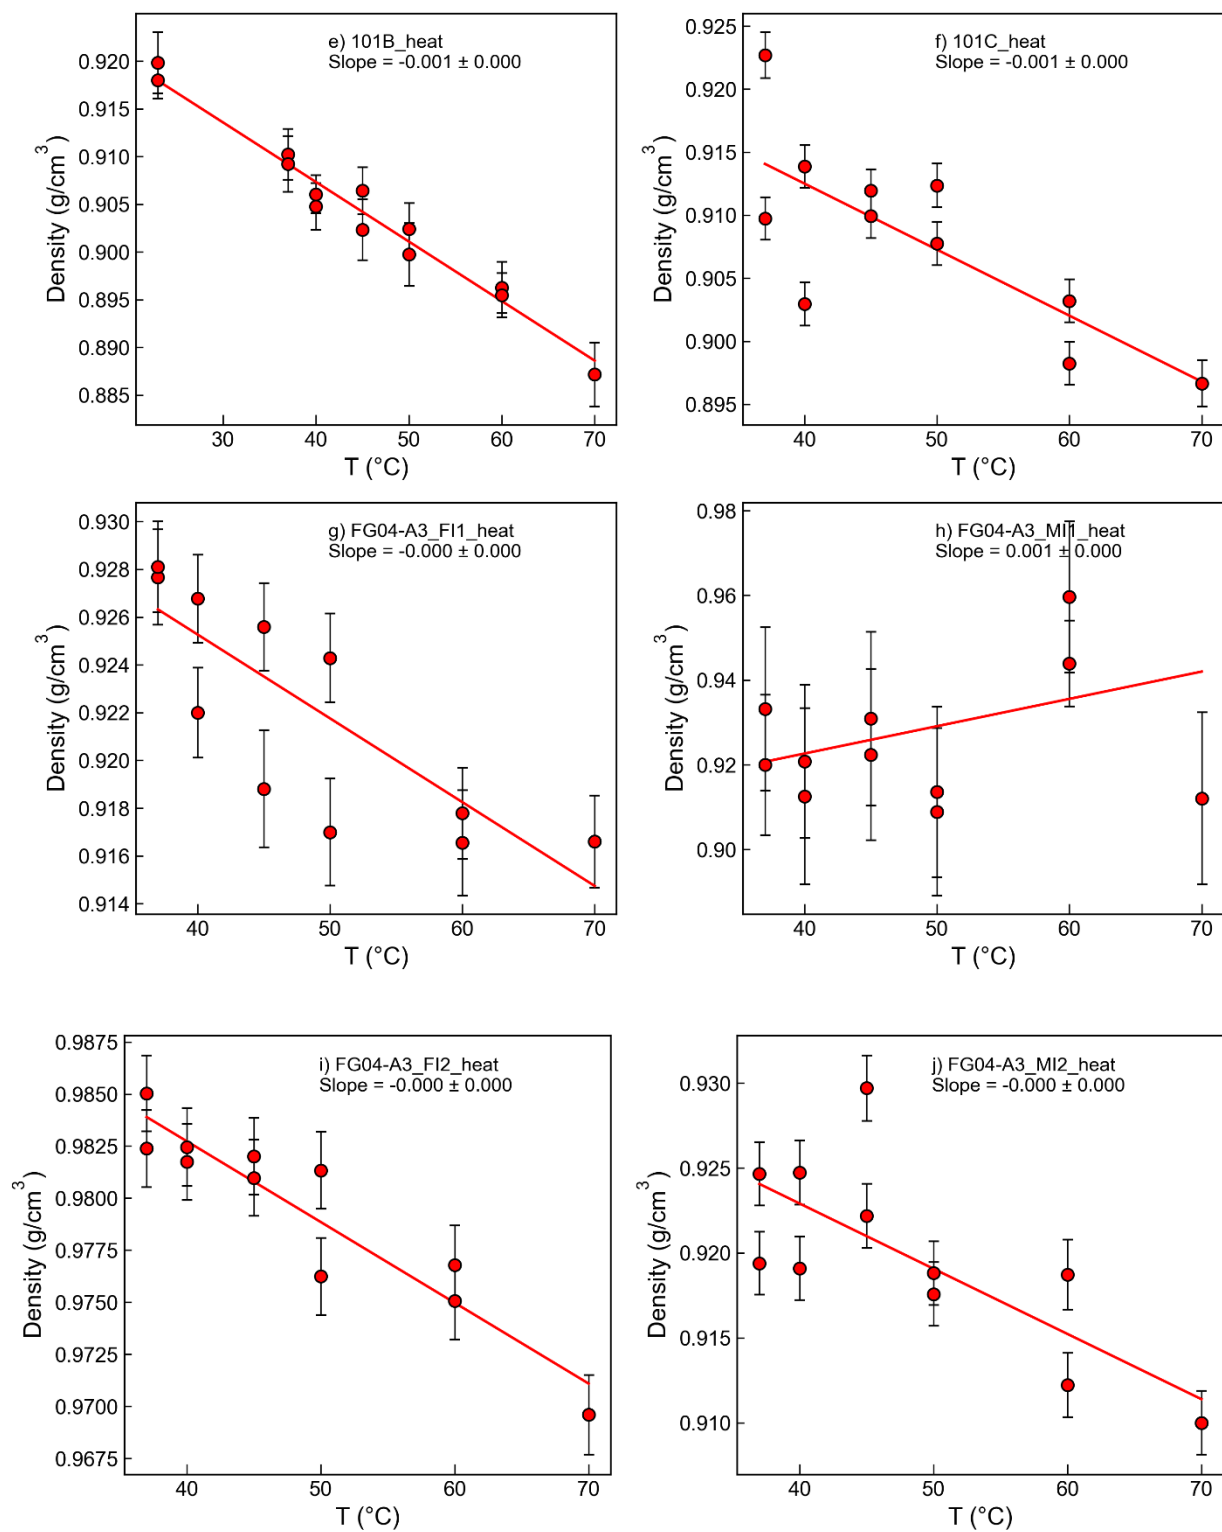 e) 101B_heat
Slope = -0.001 ± 0.000
0.920
0.915
0.910
0.905
0.900
0.895
0.890
0.885
Density (g/cm³)
30
40
50
60
70
T (°C)
f) 101C_heat
Slope = -0.001 ± 0.000
0.925
0.920
0.915
0.910
0.905
0.900
0.895
Density (g/cm³)
40
50
60
70
T (°C)
g) FG04-A3_FI1_heat
Slope = -0.000 ± 0.000
0.930
0.928
0.926
0.924
0.922
0.920
0.918
0.916
0.914
Density (g/cm³)
40
50
60
70
T (°C)
h) FG04-A3_MI1_heat
Slope = 0.001 ± 0.000
0.98
0.96
0.94
0.92
0.90
Density (g/cm³)
40
50
60
70
T (°C)
i) FG04-A3_FI2_heat
Slope = -0.000 ± 0.000
0.9875
0.9850
0.9825
0.9800
0.9775
0.9750
0.9725
0.9700
0.9675
Density (g/cm³)
40
50
60
70
T (°C)
j) FG04-A3_MI2_heat
Slope = -0.000 ± 0.000
0.930
0.925
0.920
0.915
0.910
Density (g/cm³)
40
50
60
70
T (°C)